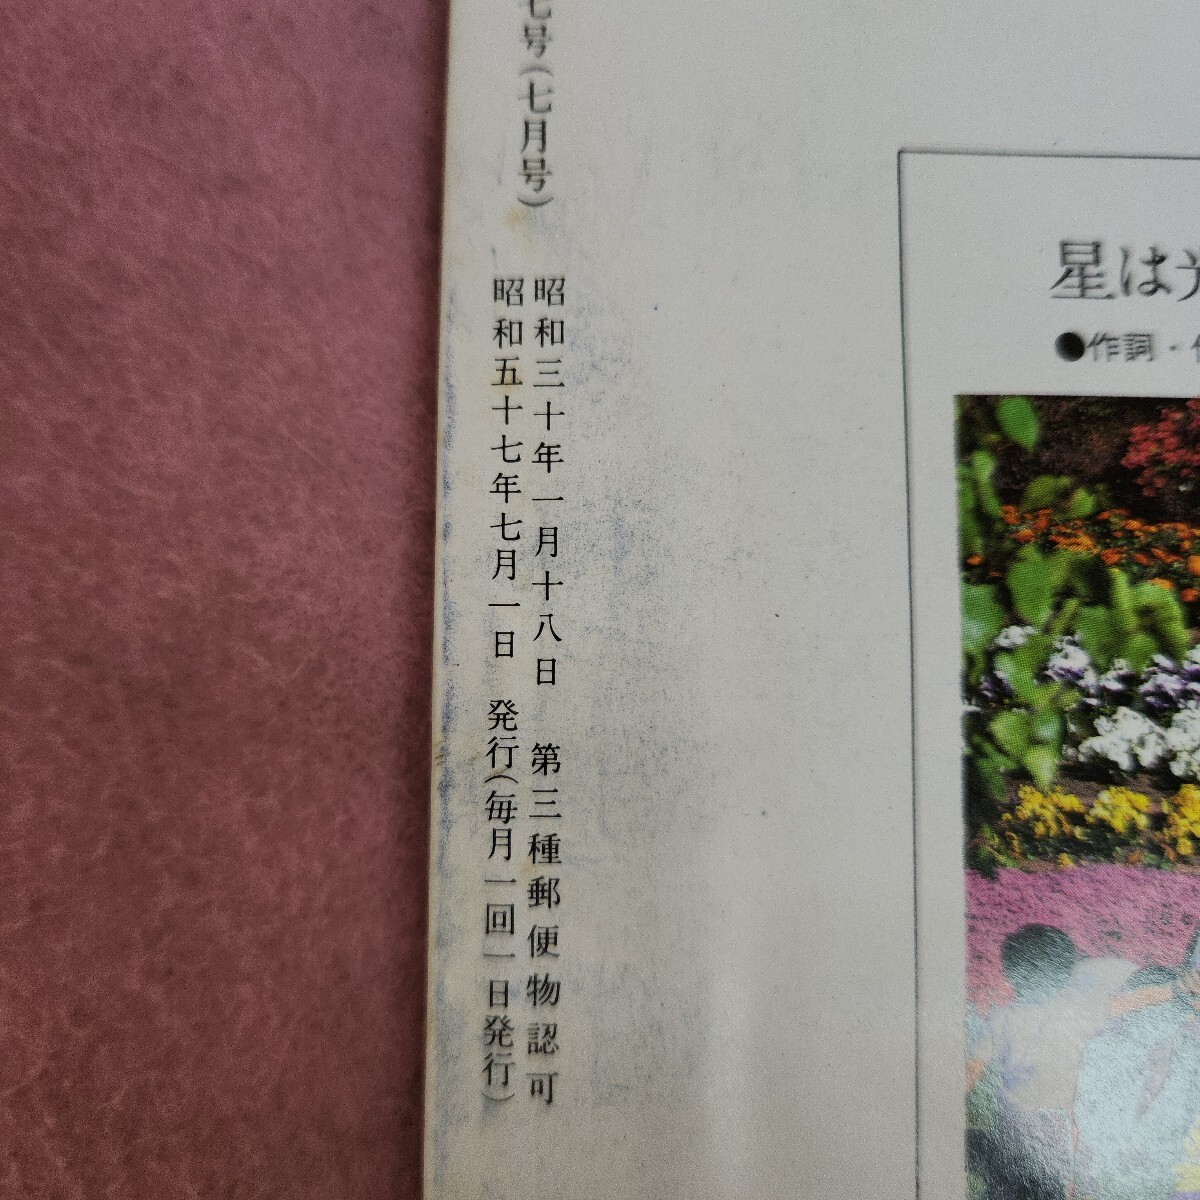 七号(七月号)
昭和三十年一月十八日 第三種郵便物認可
昭和五十七年七月一日 発行(毎月一回一日発行)
星は
●作詞・